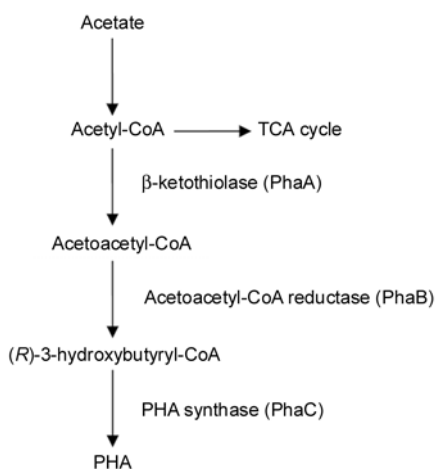 Acetate
Acetyl-CoA TCA cycle
β-ketothiolase (PhaA)
Acetoacetyl-CoA
Acetoacetyl-CoA reductase (PhaB)
(R)-3-hydroxybutyryl-CoA
PHA synthase (PhaC)
PHA